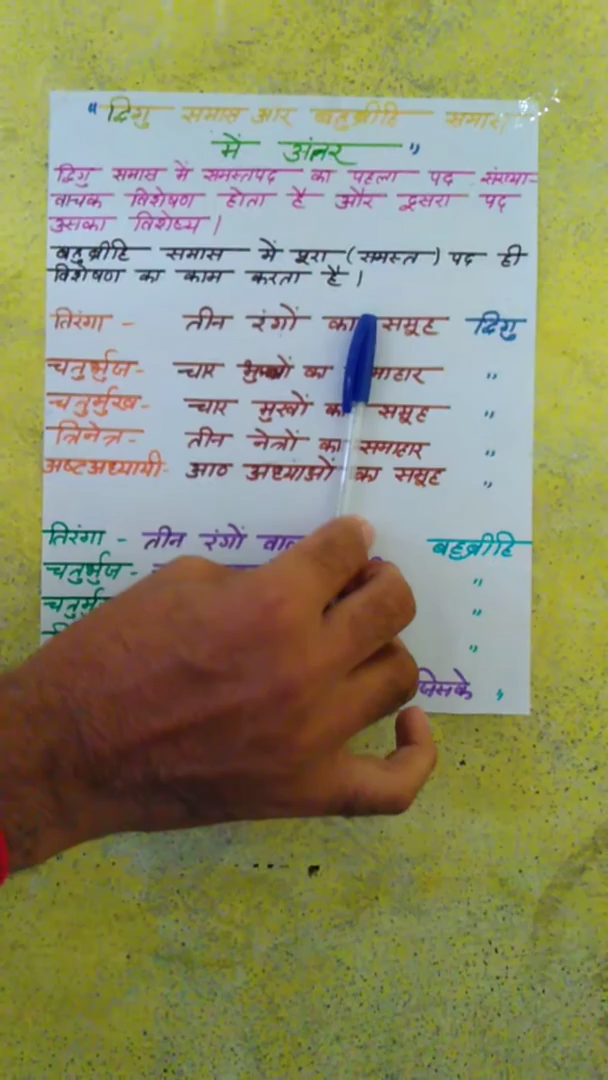 " द्विगु समास और बहुब्रीहि समास
में अंतर "
द्विगु समास में समस्तपद का पहला पद संख्या-
वाचक विशेषण होता है और दूसरा पद
उसका विशेष्य।
बहुब्रीहि समास में पूरा (समस्त) पद ही
विशेषण का काम करता है।
तिरंगा - तीन रंगों का समूह द्विगु
चतुर्भुज- चार भुजाओं का माहार "
चतुर्मुख- चार मुखों का समूह "
त्रिनेत्र- तीन नेत्रों का समाहार "
अष्टअध्यायी- आठ अध्याओं का समूह "
तिरंगा - तीन रंगों बहुब्रीहि
चतुर्भुज- "
"
"
जिसके "